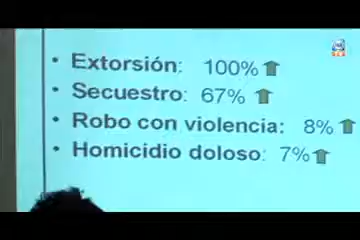 • Extorsión: 100%
• Secuestro: 67%
• Robo con violencia: 8%
• Homicidio doloso: 7%